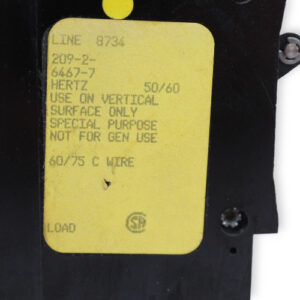 LINE 8734
209-2-
6467-7
HERTZ 50/60
USE ON VERTICAL
SURFACE ONLY
SPECIAL PURPOSE
NOT FOR GEN USE
60/75 C WIRE
LOAD